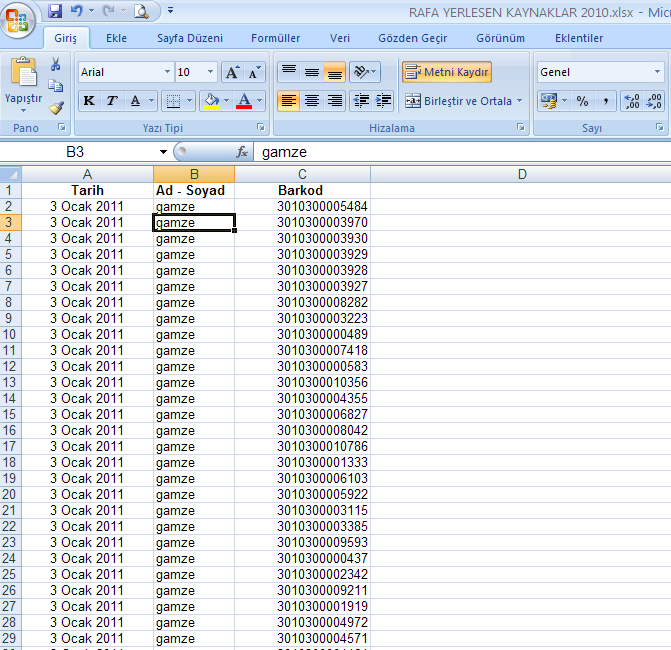 RAFA YERLESEN KAYNAKLAR 2010.xlsx - Micr
Giriş Ekle Sayfa Düzeni Formüller Veri Gözden Geçir Görünüm Eklentiler
Arial 10 Metni Kaydır Genel
Yapıştır K T A Birleştir ve Ortala %
Pano Yazı Tipi Hizalama Sayı
B3 fx gamze
A B C D
1 Tarih Ad - Soyad Barkod
2 3 Ocak 2011 gamze 3010300005484
3 3 Ocak 2011 gamze 3010300003970
4 3 Ocak 2011 gamze 3010300003930
5 3 Ocak 2011 gamze 3010300003929
6 3 Ocak 2011 gamze 3010300003928
7 3 Ocak 2011 gamze 3010300003927
8 3 Ocak 2011 gamze 3010300008282
9 3 Ocak 2011 gamze 3010300003223
10 3 Ocak 2011 gamze 3010300000489
11 3 Ocak 2011 gamze 3010300007418
12 3 Ocak 2011 gamze 3010300000583
13 3 Ocak 2011 gamze 3010300010356
14 3 Ocak 2011 gamze 3010300004355
15 3 Ocak 2011 gamze 3010300006827
16 3 Ocak 2011 gamze 3010300008042
17 3 Ocak 2011 gamze 3010300010786
18 3 Ocak 2011 gamze 3010300001333
19 3 Ocak 2011 gamze 3010300006103
20 3 Ocak 2011 gamze 3010300005922
21 3 Ocak 2011 gamze 3010300003115
22 3 Ocak 2011 gamze 3010300003385
23 3 Ocak 2011 gamze 3010300009593
24 3 Ocak 2011 gamze 3010300000437
25 3 Ocak 2011 gamze 3010300002342
26 3 Ocak 2011 gamze 3010300009211
27 3 Ocak 2011 gamze 3010300001919
28 3 Ocak 2011 gamze 3010300004972
29 3 Ocak 2011 gamze 3010300004571